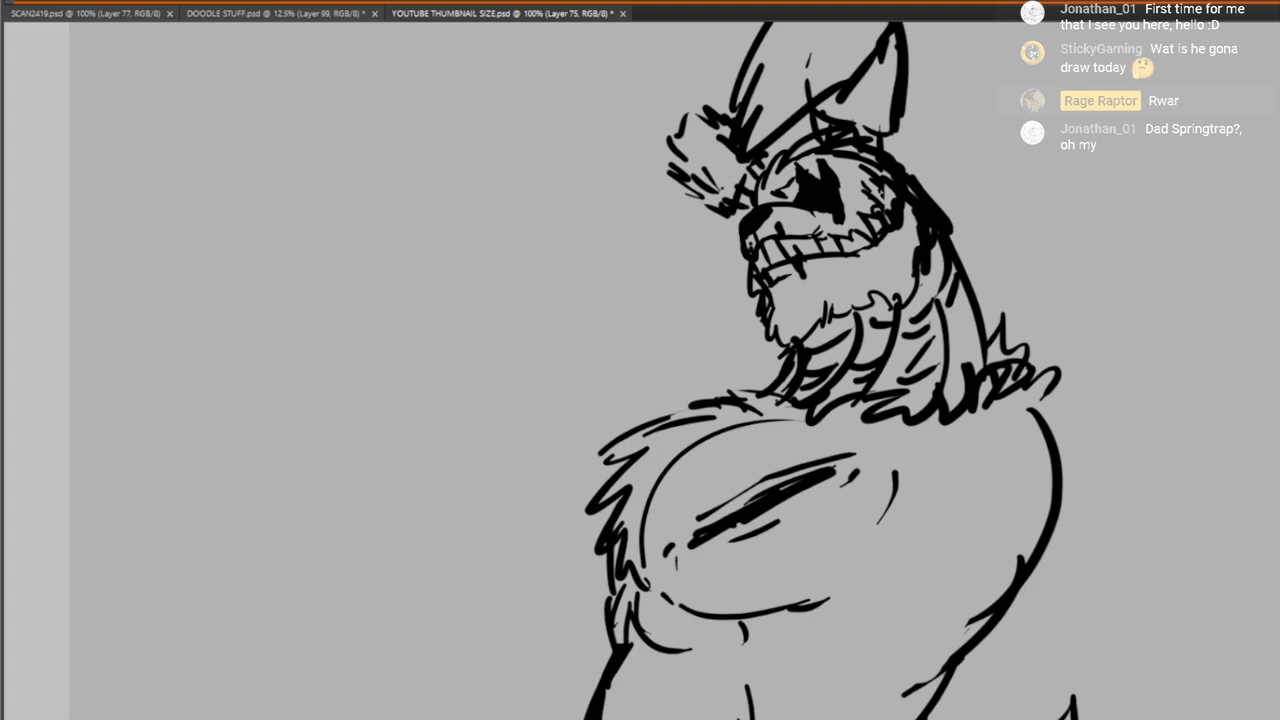 SCAN2419.psd @ 100% (Layer 77, RGB/8)
DOODLE STUFF.psd @ 12.5% (Layer 99, RGB/8) *
YOUTUBE THUMBNAIL SIZE.psd @ 100% (Layer 75, RGB/8) *
Jonathan_01 First time for me
that I see you here, hello :D
StickyGaming Wat is he gona
draw today 🤔
Rage Raptor Rwar
Jonathan_01 Dad Springtrap?,
oh my